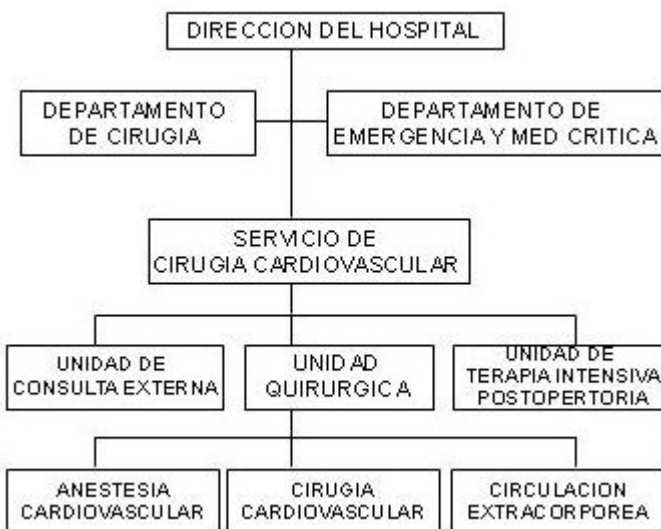 DIRECCION DEL HOSPITAL
DEPARTAMENTO
DE CIRUGIA
DEPARTAMENTO DE
EMERGENCIA Y MED CRITICA
SERVICIO DE
CIRUGIA CARDIOVASCULAR
UNIDAD DE
CONSULTA EXTERNA
UNIDAD
QUIRURGICA
UNIDAD DE
TERAPIA INTENSIVA
POSTOPERTORIA
ANESTESIA
CARDIOVASCULAR
CIRUGIA
CARDIOVASCULAR
CIRCULACION
EXTRACORPOREA